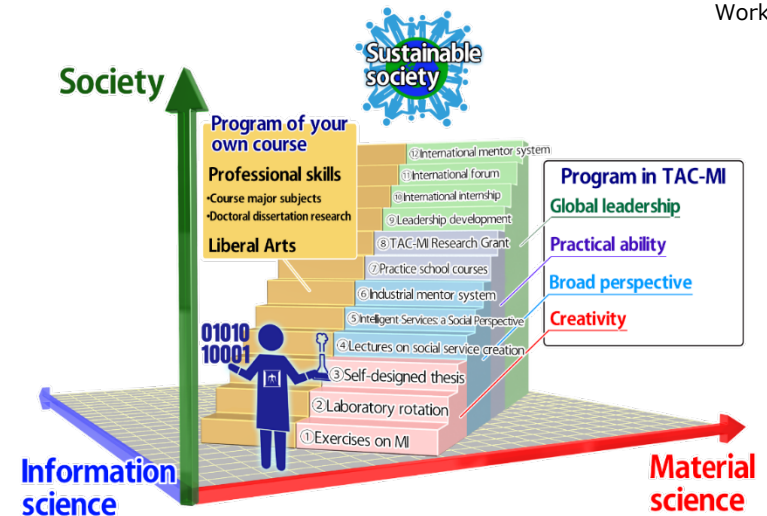 Work
Sustainable
society
Society
Program of your
own course
Professional skills
•Course major subjects
•Doctoral dissertation research
Liberal Arts
⑫International mentor system
⑪International forum
⑩International internship
⑨Leadership development
⑧TAC-MI Research Grant
⑦Practice school courses
⑥Industrial mentor system
⑤Intelligent Services: a Social Perspective
④Lectures on social service creation
③Self-designed thesis
②Laboratory rotation
①Exercises on MI
Program in TAC-MI
Global leadership
Practical ability
Broad perspective
Creativity
01010
10001
Information
science
Material
science